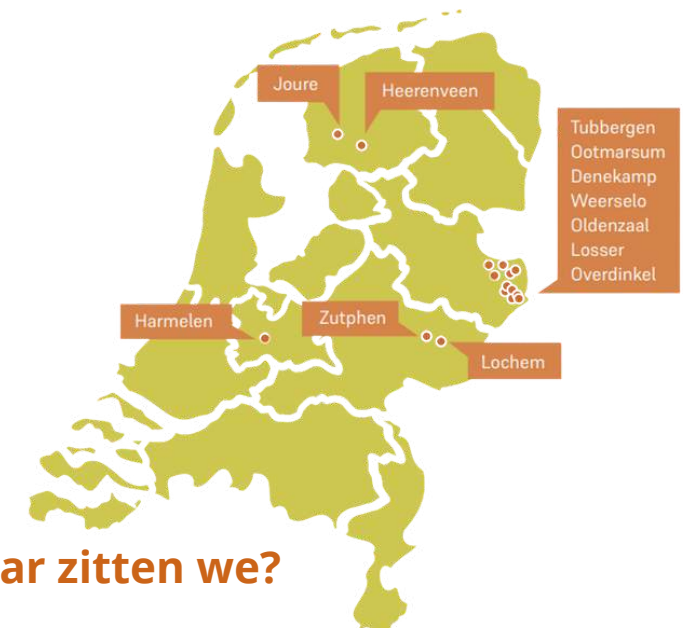 Joure
Heerenveen
Tubbergen
Ootmarsum
Denekamp
Weerselo
Oldenzaal
Losser
Overdinkel
Harmelen
Zutphen
Lochem
ar zitten we?